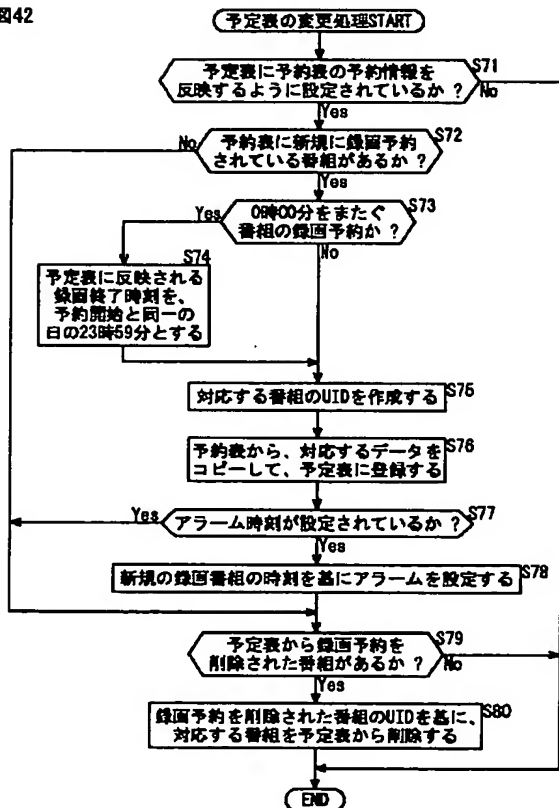 図42
予定表の変更処理START
S71
予定表に予約表の予約情報を
反映するように設定されているか ?
No
Yes
S72
No
予約表に新規に録画予約
されている番組があるか ?
Yes
S73
Yes
0時00分をまたぐ
番組の録画予約か ?
No
S74
予定表に反映される
録画終了時刻を、
予約開始と同一の
日の23時59分とする
対応する番組のUIDを作成する
S75
S76
予約表から、対応するデータを
コピーして、予定表に登録する
S77
Yes
アラーム時刻が設定されているか ?
Yes
S78
新規の録画番組の時刻を基にアラームを設定する
S79
予定表から録画予約を
削除された番組があるか ?
No
Yes
S80
録画予約を削除された番組のUIDを基に、
対応する番組を予定表から削除する
END